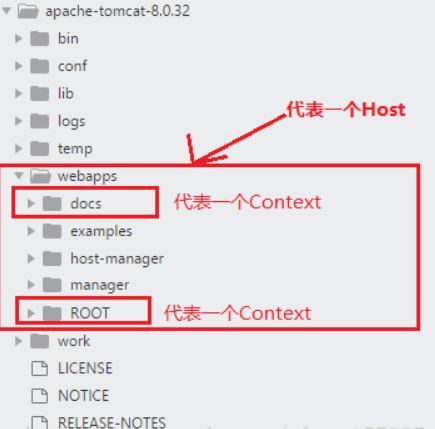 apache-tomcat-8.0.32
bin
conf
lib
代表一个Host
logs
temp
webapps
docs 代表一个Context
examples
host-manager
manager
ROOT 代表一个Context
work
LICENSE
NOTICE
RELEASE-NOTES